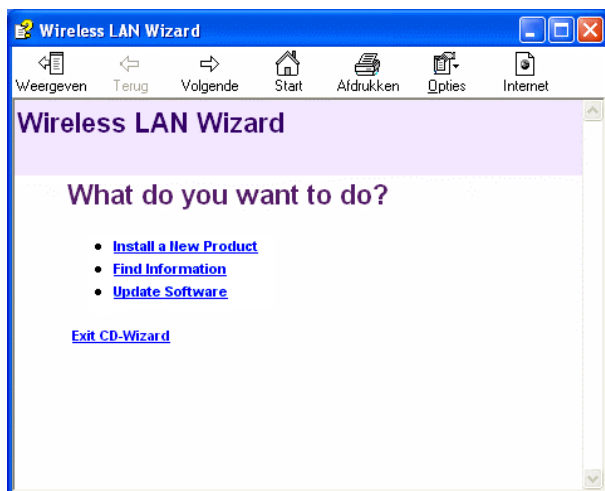 Wireless LAN Wizard
Weergeven Terug Volgende Start Afdrukken Opties Internet
Wireless LAN Wizard
What do you want to do?
Install a New Product
Find Information
Update Software
Exit CD-Wizard